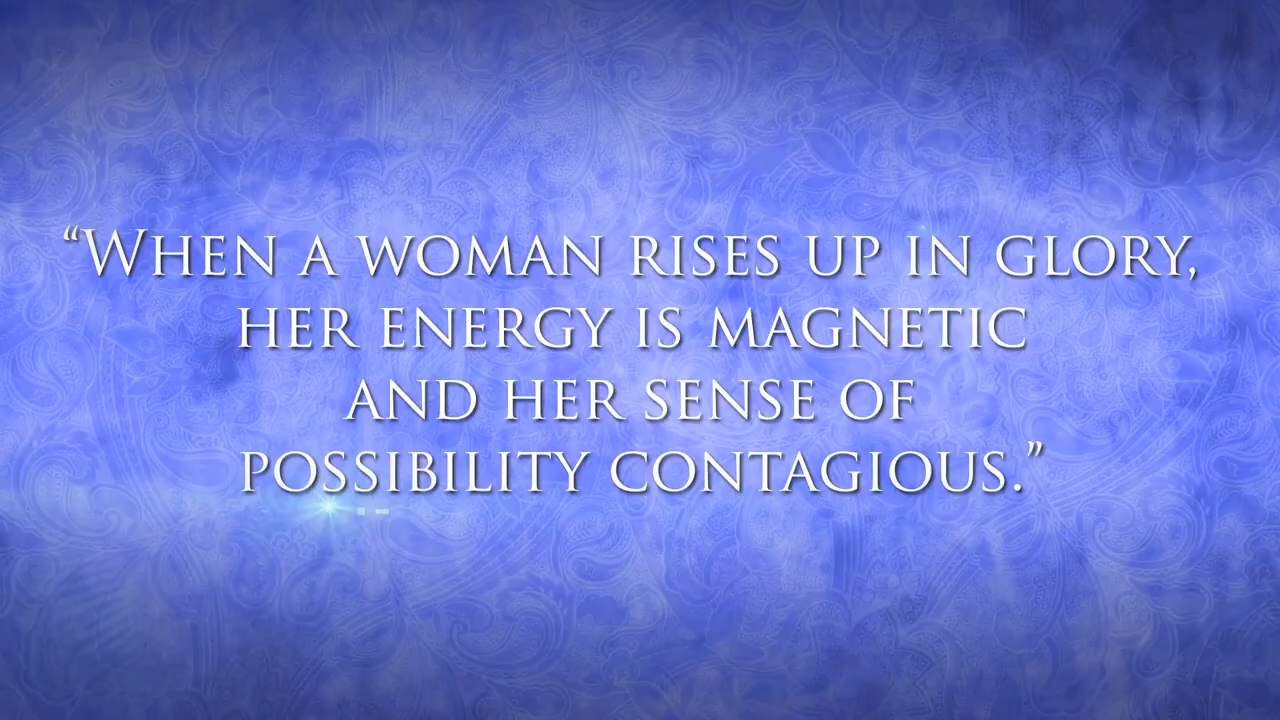 “When a woman rises up in glory,
her energy is magnetic
and her sense of
possibility contagious.”